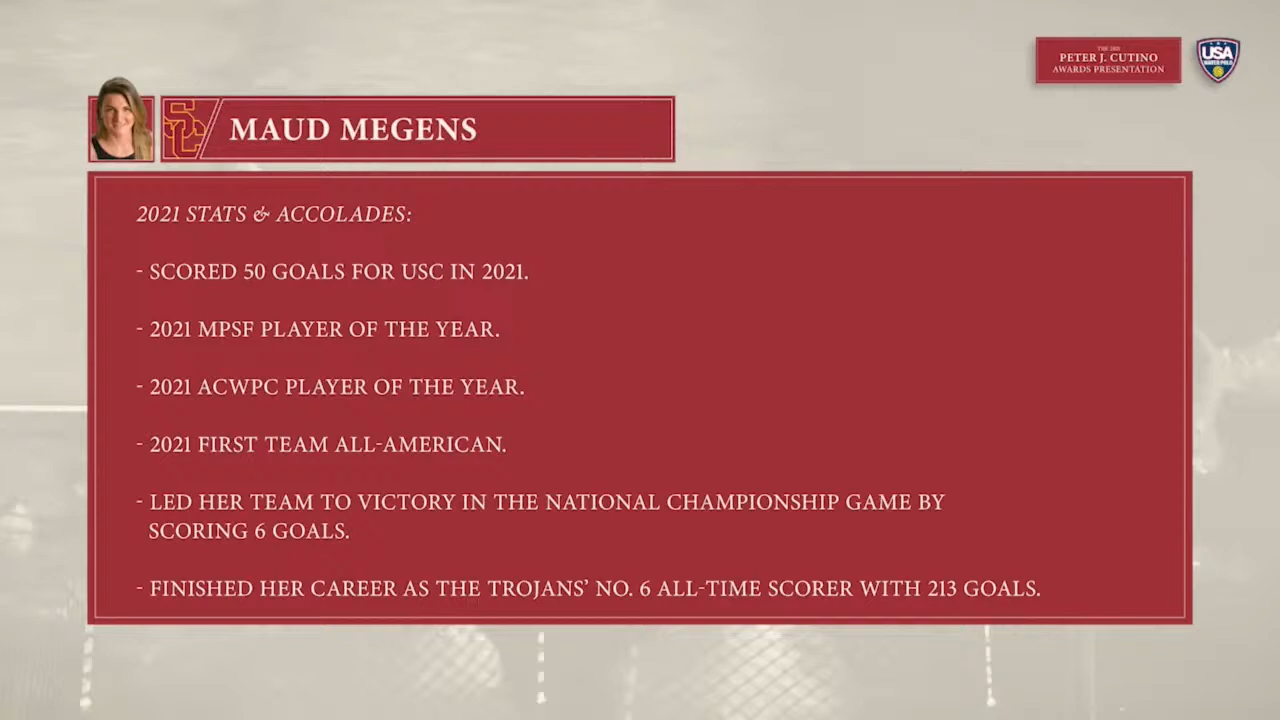 THE 2021
PETER J. CUTINO
AWARDS PRESENTATION
USA
WATER POLO
SC
MAUD MEGENS
2021 STATS & ACCOLADES:
- SCORED 50 GOALS FOR USC IN 2021.
- 2021 MPSF PLAYER OF THE YEAR.
- 2021 ACWPC PLAYER OF THE YEAR.
- 2021 FIRST TEAM ALL-AMERICAN.
- LED HER TEAM TO VICTORY IN THE NATIONAL CHAMPIONSHIP GAME BY
SCORING 6 GOALS.
- FINISHED HER CAREER AS THE TROJANS’ NO. 6 ALL-TIME SCORER WITH 213 GOALS.